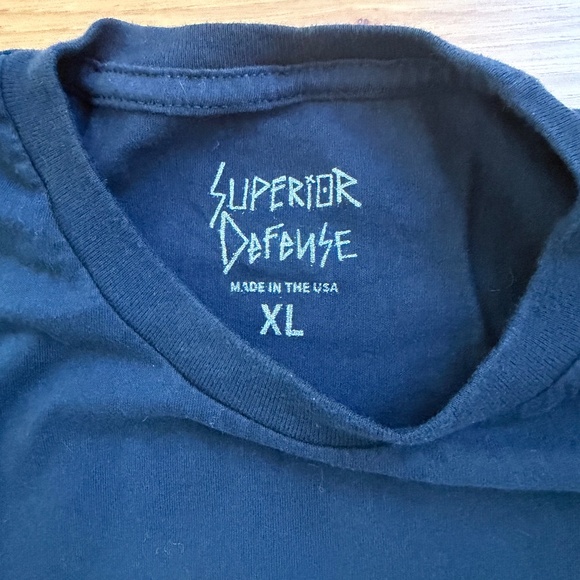 SUPERIOR
DEFENSE
MADE IN THE USA
XL